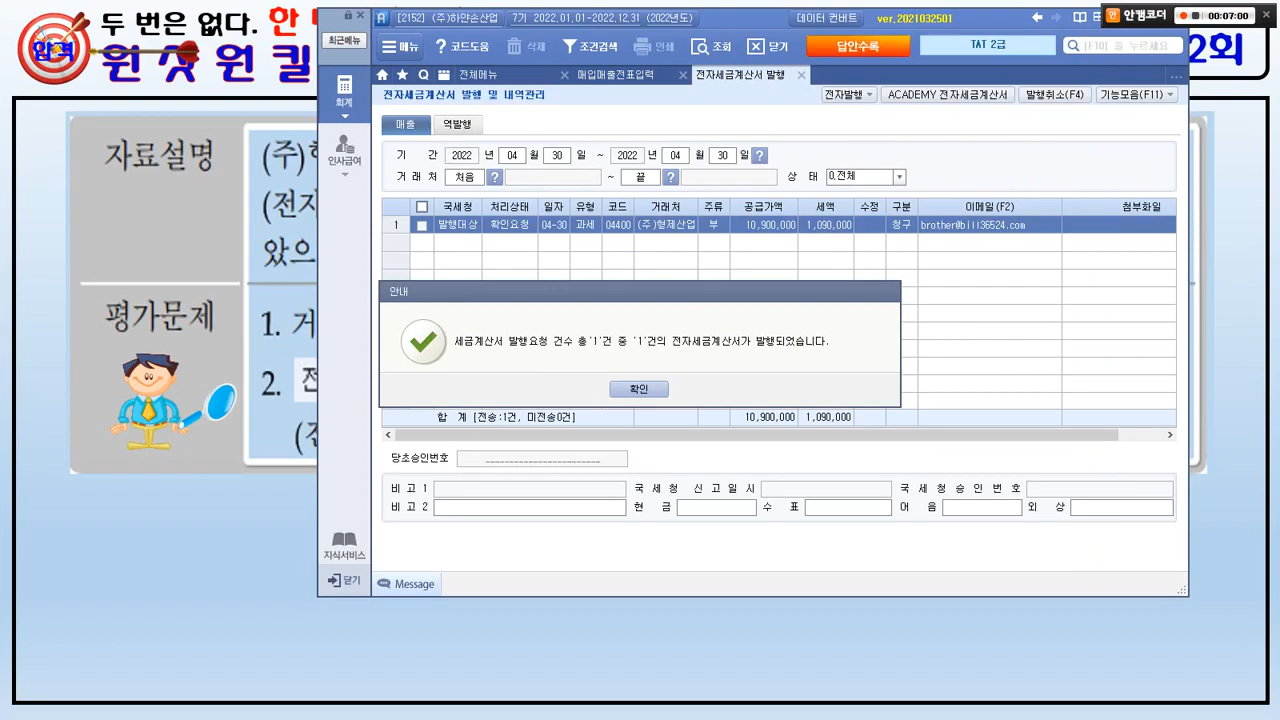 두 번은 없다. 한
합격
원 샷 원 킬
2회
자료설명
(주)형
(전자
았으
평가문제
1. 거
2. 전
(전
최근메뉴
회계
인사급여
지식서비스
닫기
[2152] (주)하얀손산업
7기 2022.01.01~2022.12.31 (2022년도)
데이터 컨버트
ver.2021032501
안캠코더
00:07:00
메뉴
코드도움
삭제
조건검색
인쇄
조회
닫기
답안수록
TAT 2급
[F10] 을 누르세요
전체메뉴
매입매출전표입력
전자세금계산서 발행
전자세금계산서 발행 및 내역관리
전자발행
ACADEMY 전자세금계산서
발행취소(F4)
기능모음(F11)
매출
역발행
기 간 2022 년 04 월 30 일 ~ 2022 년 04 월 30 일 ?
거 래 처 처음 ? ~ 끝 ? 상 태 0.전체
국세청 처리상태 일자 유형 코드 거래처 주류 공급가액 세액 수정 구분 이메일(F2) 첨부화일
1 발행대상 확인요청 04-30 과세 04400 (주)형제산업 부 10,900,000 1,090,000 청구 brother@bill36524.com
안내
세금계산서 발행요청 건수 총'1'건 중 '1'건의 전자세금계산서가 발행되었습니다.
확인
합 계 [전송:1건, 미전송0건] 10,900,000 1,090,000
당초승인번호
비 고 1 국 세 청 신 고 일 시 국 세 청 승 인 번 호
비 고 2 현 금 수 표 어 음 외 상
Message